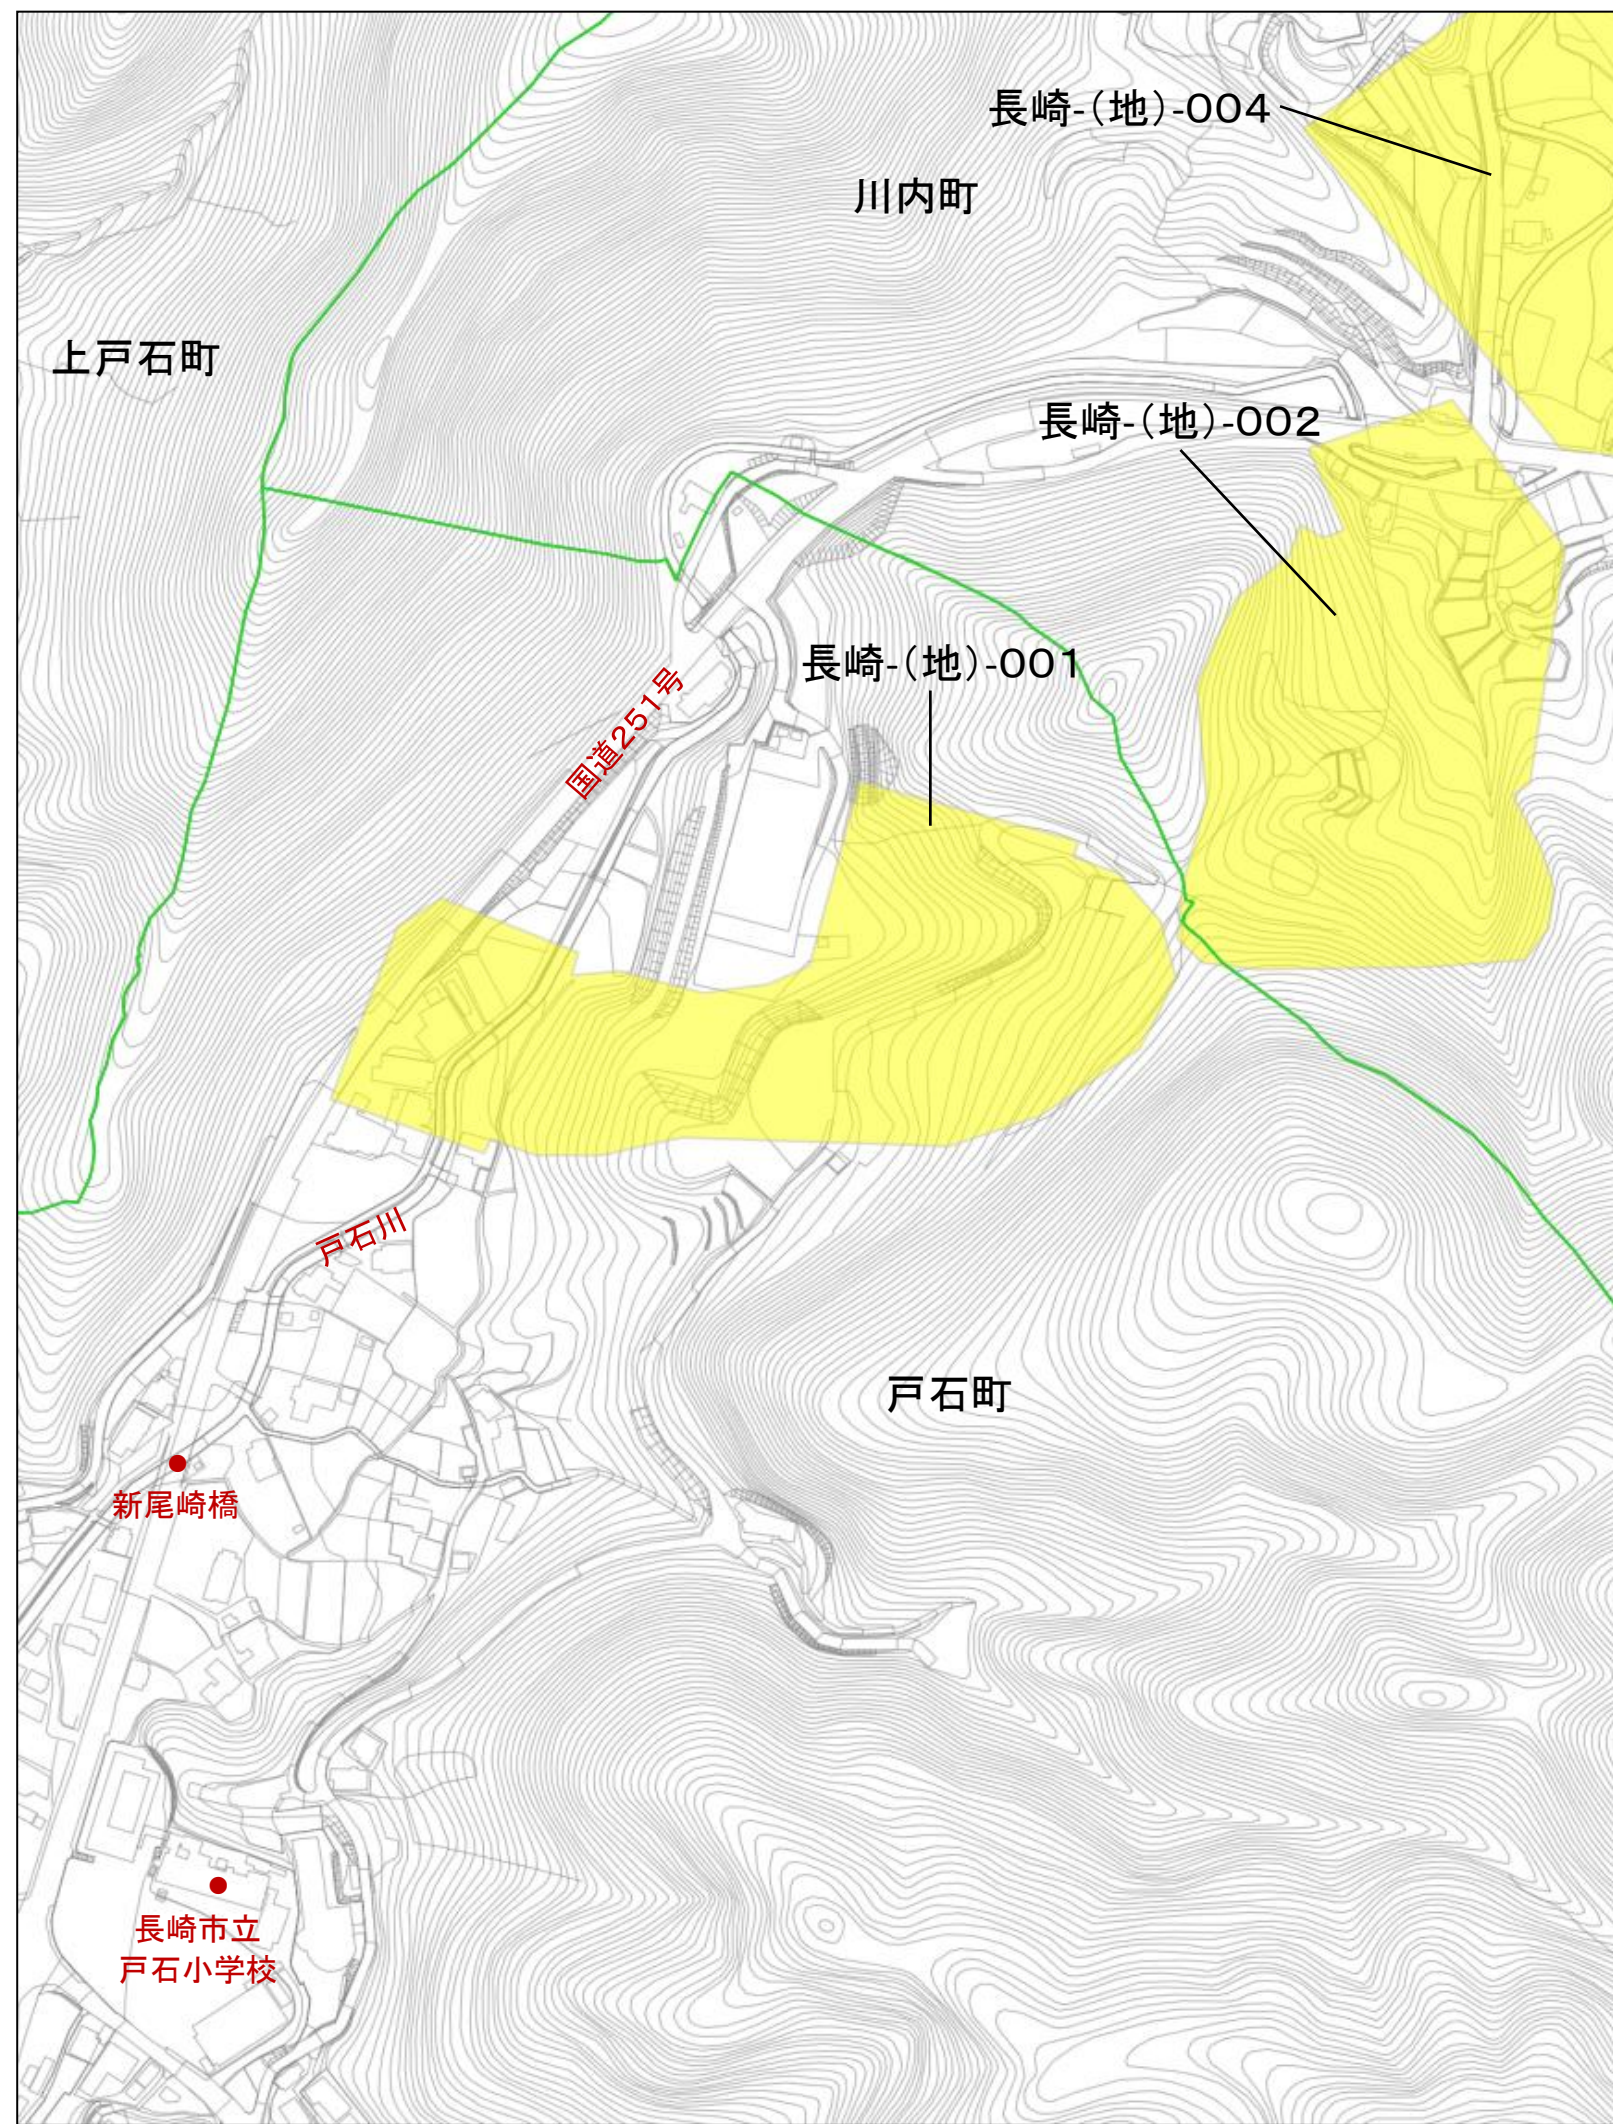 長崎-(地)-004
川内町
上戸石町
長崎-(地)-002
長崎-(地)-001
国道251号
戸石川
戸石町
新尾崎橋
長崎市立
戸石小学校